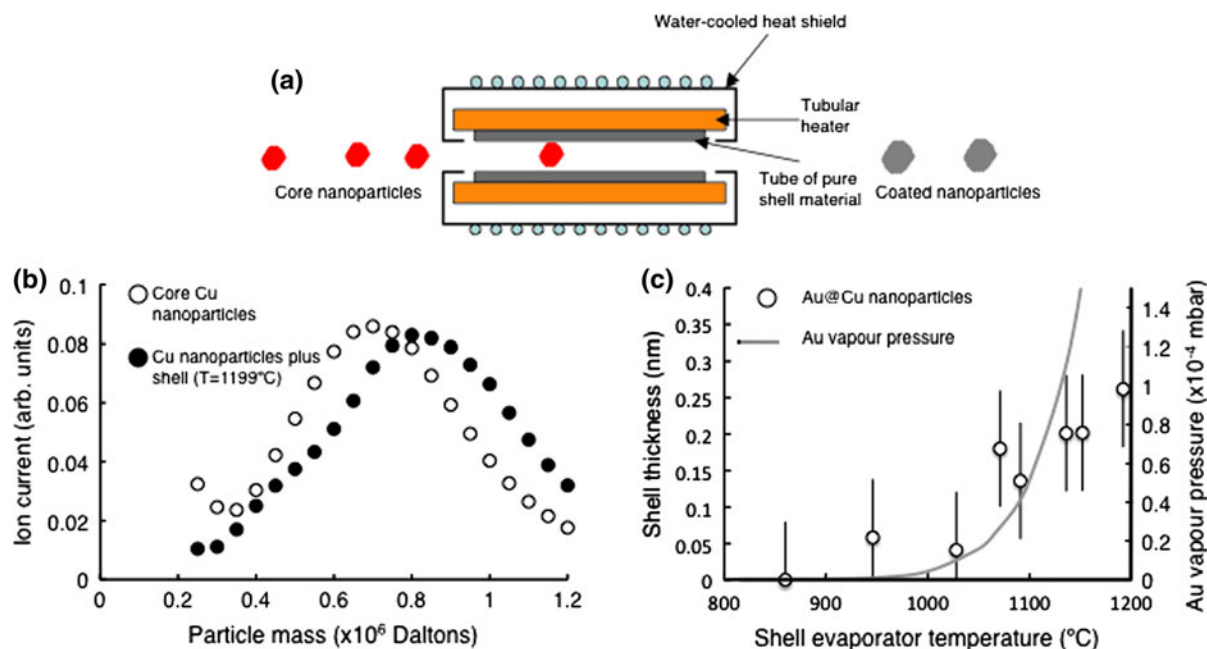 Water-cooled heat shield
(a)
Tubular
heater
Core nanoparticles
Tube of pure
shell material
Coated nanoparticles
(b)
0.1
0.08
0.06
0.04
0.02
0
Ion current (arb. units)
Core Cu
nanoparticles
Cu nanoparticles plus
shell (T=1199°C)
0 0.2 0.4 0.6 0.8 1 1.2
Particle mass (x10⁶ Daltons)
(c)
0.4
0.35
0.3
0.25
0.2
0.15
0.1
0.05
0
Shell thickness (nm)
Au@Cu nanoparticles
Au vapour pressure
1.4
1.2
1
0.8
0.6
0.4
0.2
0
Au vapour pressure (x10⁻⁴ mbar)
800 900 1000 1100 1200
Shell evaporator temperature (°C)